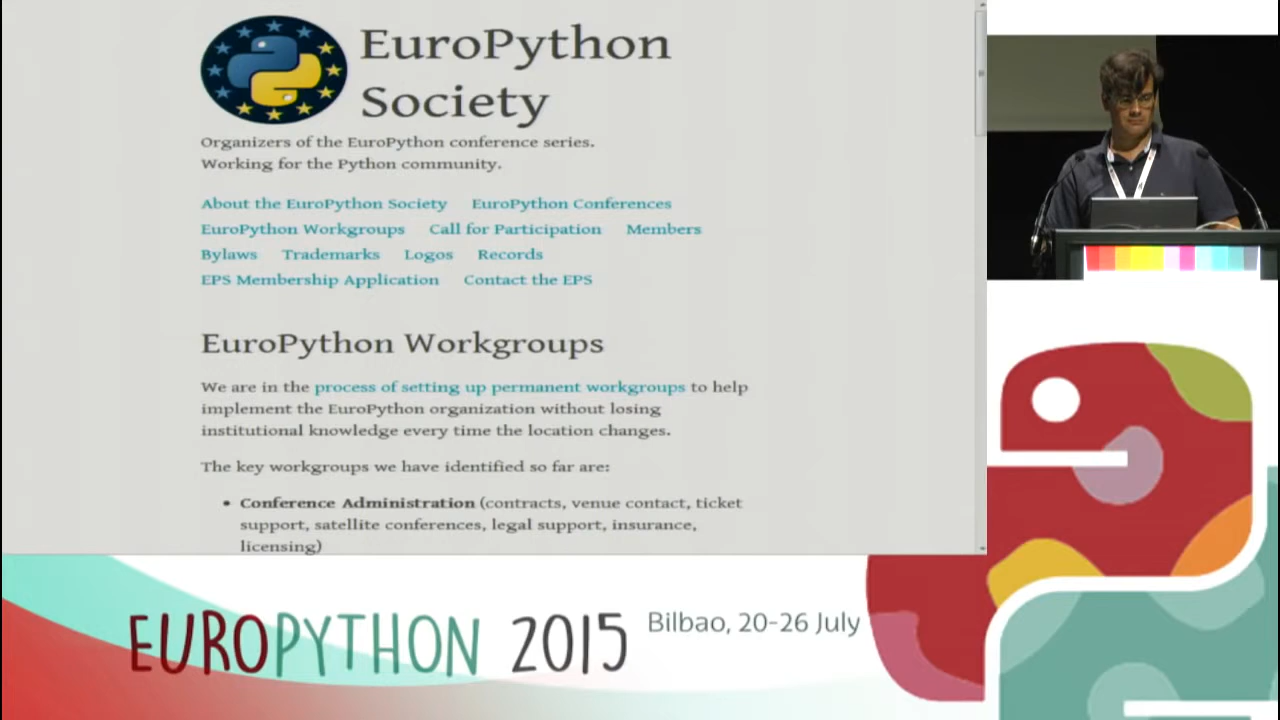 EuroPython
Society
Organizers of the EuroPython conference series.
Working for the Python community.
About the EuroPython Society EuroPython Conferences
EuroPython Workgroups Call for Participation Members
Bylaws Trademarks Logos Records
EPS Membership Application Contact the EPS
EuroPython Workgroups
We are in the process of setting up permanent workgroups to help
implement the EuroPython organization without losing
institutional knowledge every time the location changes.
The key workgroups we have identified so far are:
• Conference Administration (contracts, venue contact, ticket
support, satellite conferences, legal support, insurance,
licensing)
EUROPYTHON 2015 Bilbao, 20-26 July